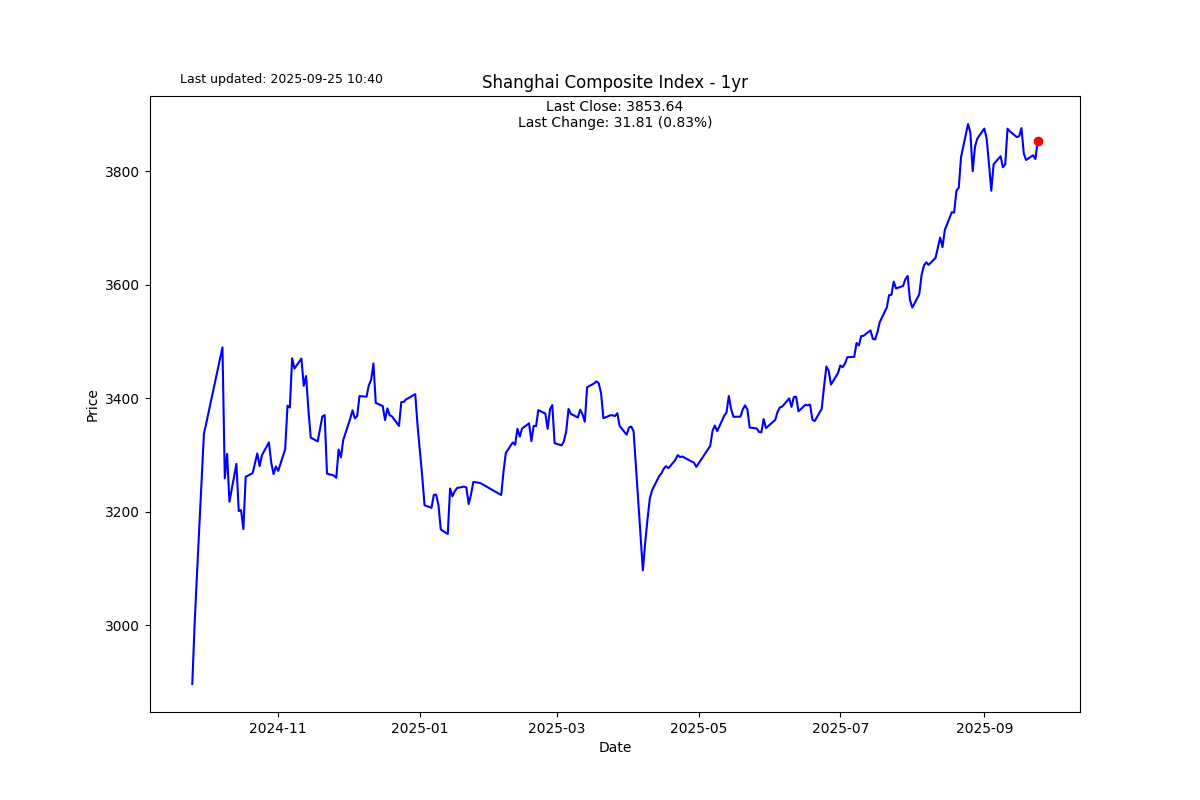 Last updated: 2025-09-25 10:40
Shanghai Composite Index - 1yr
Last Close: 3853.64
Last Change: 31.81 (0.83%)
Price
3800
3600
3400
3200
3000
2024-11
2025-01
2025-03
2025-05
2025-07
2025-09
Date